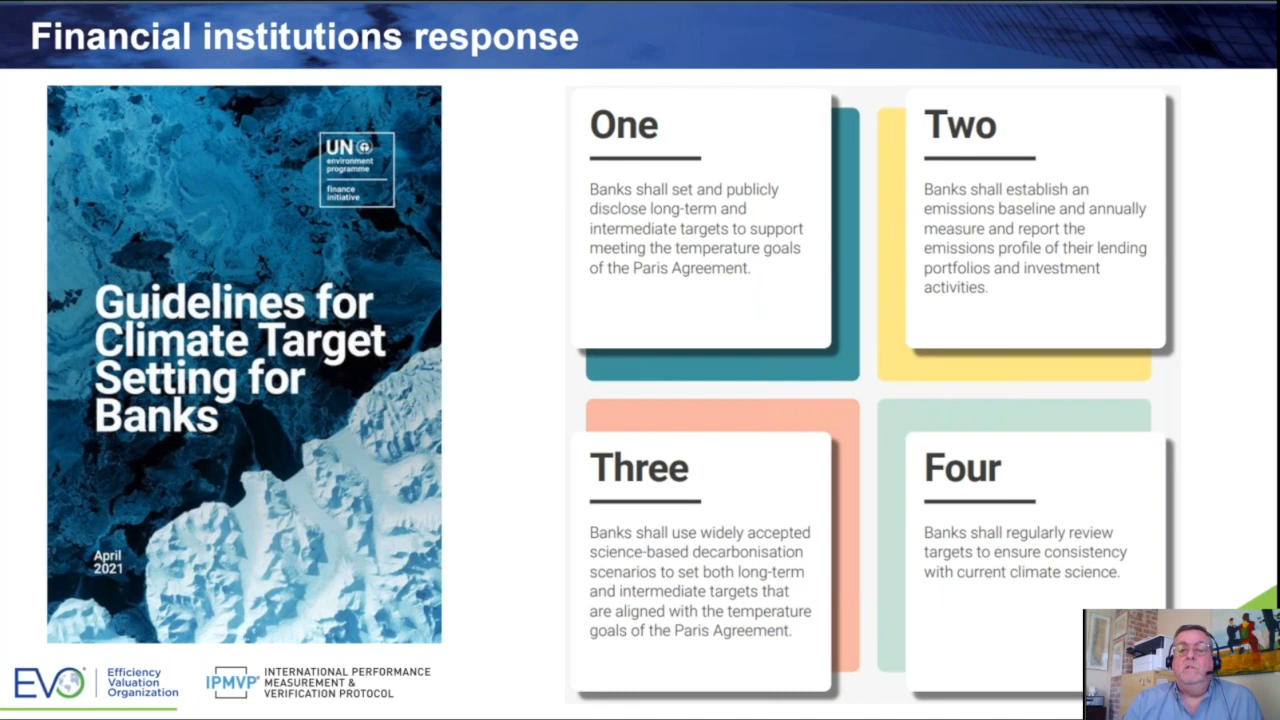 Financial institutions response
UN
environment
programme
finance
initiative
Guidelines for
Climate Target
Setting for
Banks
April
2021
One
Banks shall set and publicly
disclose long-term and
intermediate targets to support
meeting the temperature goals
of the Paris Agreement.
Two
Banks shall establish an
emissions baseline and annually
measure and report the
emissions profile of their lending
portfolios and investment
activities.
Three
Banks shall use widely accepted
science-based decarbonisation
scenarios to set both long-term
and intermediate targets that
are aligned with the temperature
goals of the Paris Agreement.
Four
Banks shall regularly review
targets to ensure consistency
with current climate science.
EVO
Efficiency
Valuation
Organization
IPMVP
INTERNATIONAL PERFORMANCE
MEASUREMENT &
VERIFICATION PROTOCOL